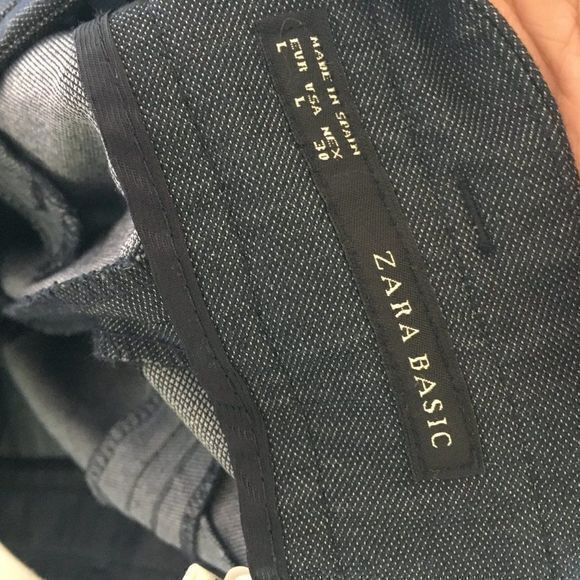 MADE IN SPAIN
EUR USA MEX
L L 30
ZARA BASIC